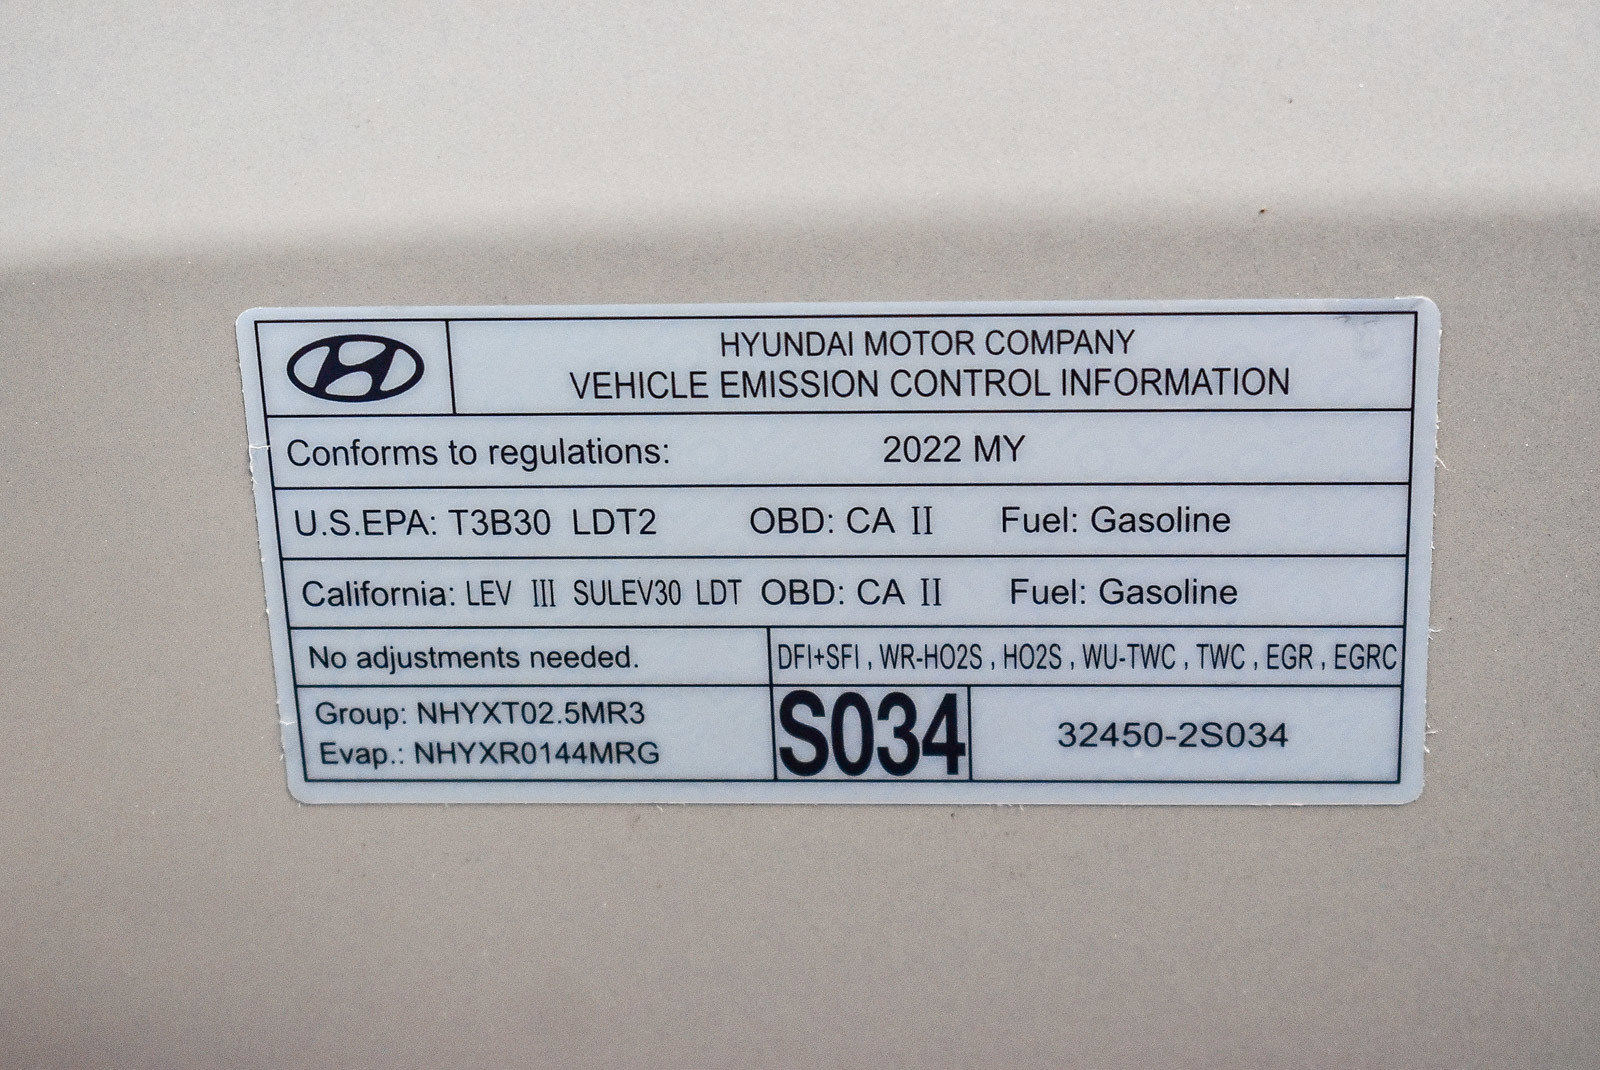 HYUNDAI MOTOR COMPANY
VEHICLE EMISSION CONTROL INFORMATION
Conforms to regulations: 2022 MY
U.S.EPA: T3B30 LDT2 OBD: CA II Fuel: Gasoline
California: LEV III SULEV30 LDT OBD: CA II Fuel: Gasoline
No adjustments needed. DFI+SFI , WR-HO2S , HO2S , WU-TWC , TWC , EGR , EGRC
Group: NHYXT02.5MR3
Evap.: NHYXR0144MRG
S034 32450-2S034